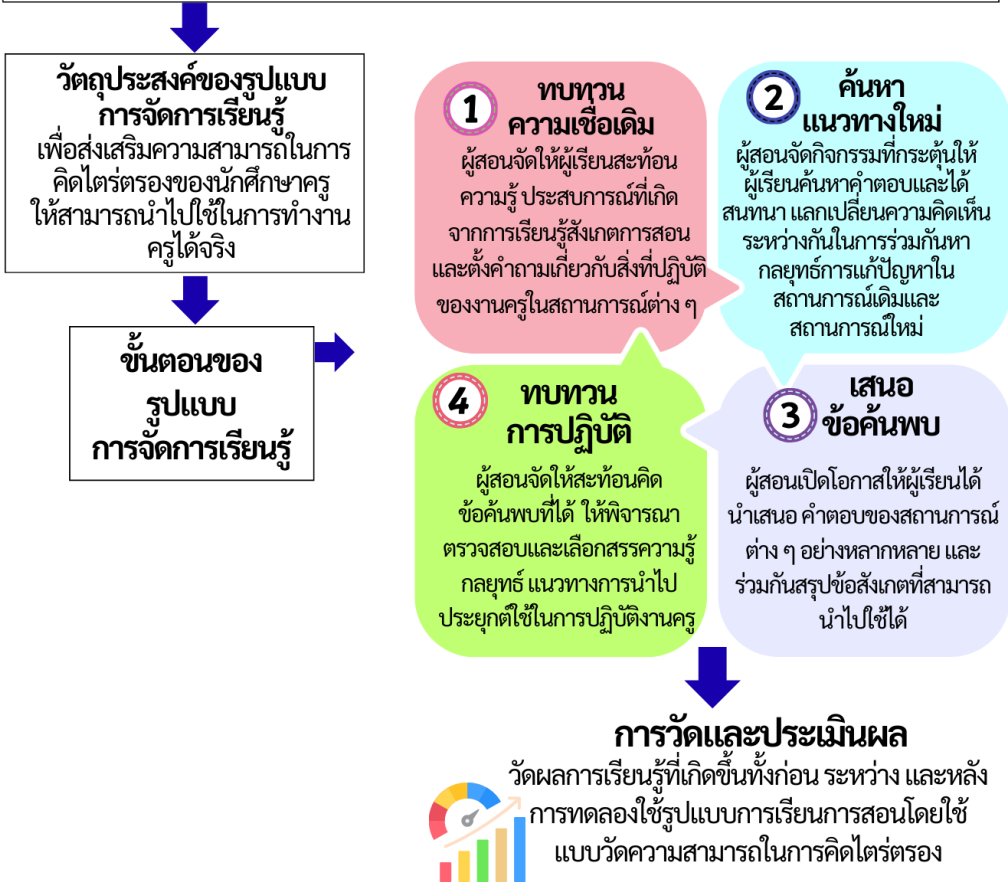 วัตถุประสงค์ของรูปแบบ
การจัดการเรียนรู้
เพื่อส่งเสริมความสามารถในการ
คิดไตร่ตรองของนักศึกษาครู
ให้สามารถนำไปใช้ในการทำงาน
ครูได้จริง
ขั้นตอนของ
รูปแบบ
การจัดการเรียนรู้
1
ทบทวน
ความเชื่อเดิม
ผู้สอนจัดให้ผู้เรียนสะท้อน
ความรู้ ประสบการณ์ที่เกิด
จากการเรียนรู้สังเกตการสอน
และตั้งคำถามเกี่ยวกับสิ่งที่ปฏิบัติ
ของงานครูในสถานการณ์ต่าง ๆ
2
ค้นหา
แนวทางใหม่
ผู้สอนจัดกิจกรรมที่กระตุ้นให้
ผู้เรียนค้นหาคำตอบและได้
สนทนา แลกเปลี่ยนความคิดเห็น
ระหว่างกันในการร่วมกันหา
กลยุทธ์การแก้ปัญหาใน
สถานการณ์เดิมและ
สถานการณ์ใหม่
3
เสนอ
ข้อค้นพบ
ผู้สอนเปิดโอกาสให้ผู้เรียนได้
นำเสนอ คำตอบของสถานการณ์
ต่าง ๆ อย่างหลากหลาย และ
ร่วมกันสรุปข้อสังเกตที่สามารถ
นำไปใช้ได้
4
ทบทวน
การปฏิบัติ
ผู้สอนจัดให้สะท้อนคิด
ข้อค้นพบที่ได้ ให้พิจารณา
ตรวจสอบและเลือกสรรความรู้
กลยุทธ์ แนวทางการนำไป
ประยุกต์ใช้ในการปฏิบัติงานครู
การวัดและประเมินผล
วัดผลการเรียนรู้ที่เกิดขึ้นทั้งก่อน ระหว่าง และหลัง
การทดลองใช้รูปแบบการเรียนการสอนโดยใช้
แบบวัดความสามารถในการคิดไตร่ตรอง